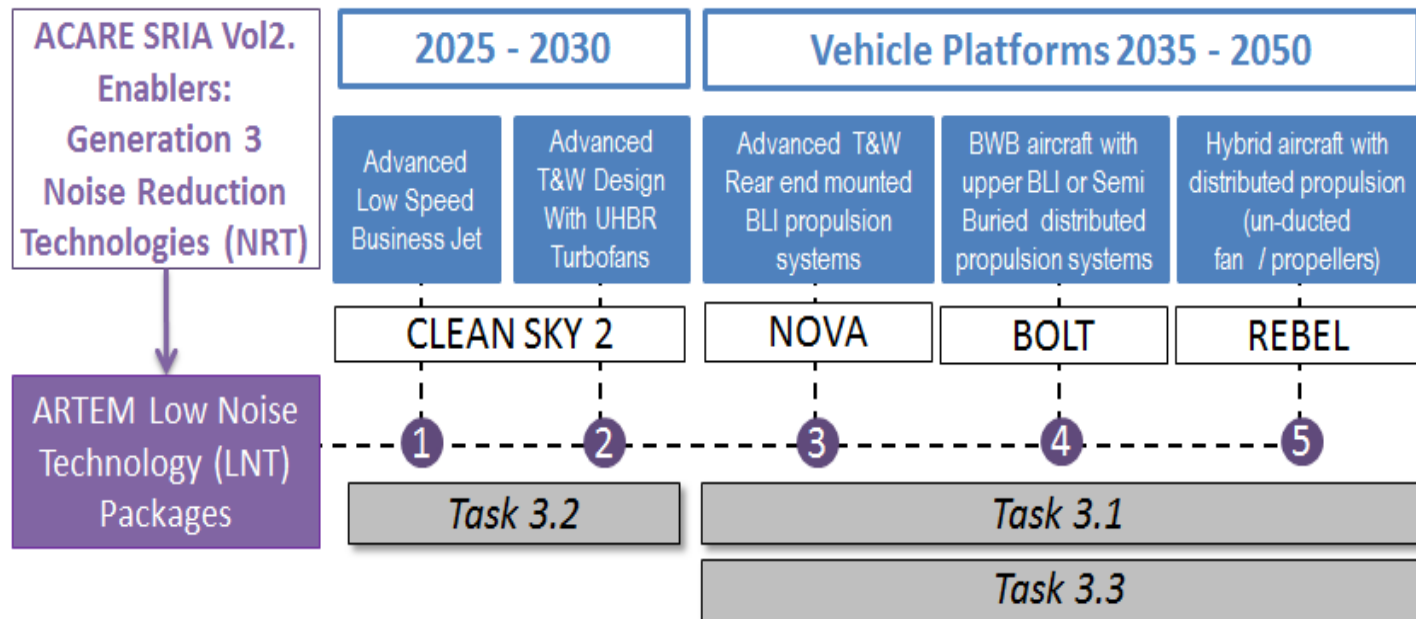 ACARE SRIA Vol2.
Enablers:
Generation 3
Noise Reduction
Technologies (NRT)
2025 - 2030
Vehicle Platforms 2035 - 2050
Advanced
Low Speed
Business Jet
Advanced
T&W Design
With UHBR
Turbofans
Advanced T&W
Rear end mounted
BLI propulsion
systems
BWB aircraft with
upper BLI or Semi
Buried distributed
propulsion systems
Hybrid aircraft with
distributed propulsion
(un-ducted
fan / propellers)
CLEAN SKY 2
NOVA
BOLT
REBEL
ARTEM Low Noise
Technology (LNT)
Packages
1
2
3
4
5
Task 3.2
Task 3.1
Task 3.3